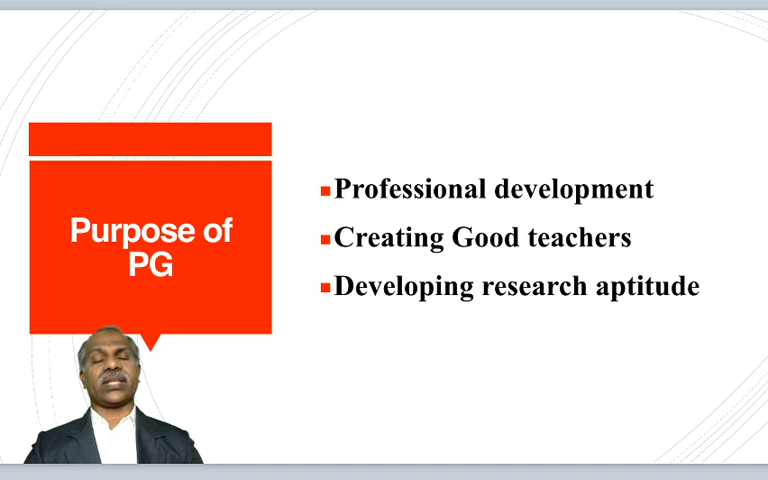 Purpose of
PG
Professional development
Creating Good teachers
Developing research aptitude